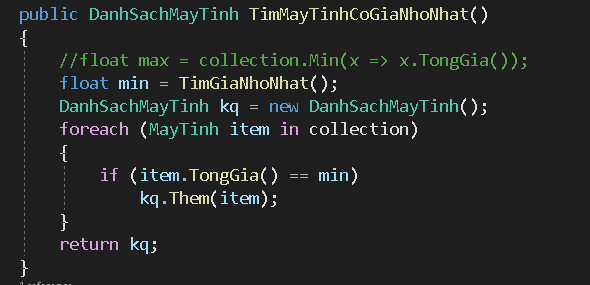 public DanhSachMayTinh TimMayTinhCoGiaNhoNhat()
{
//float max = collection.Min(x => x.TongGia());
float min = TimGiaNhoNhat();
DanhSachMayTinh kq = new DanhSachMayTinh();
foreach (MayTinh item in collection)
{
if (item.TongGia() == min)
kq.Them(item);
}
return kq;
}